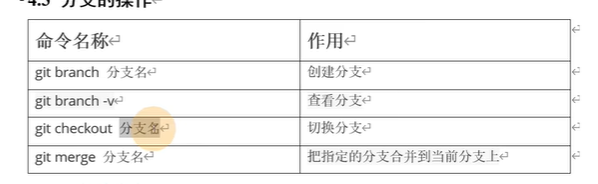 4.3 分支的操作
命令名称 作用
git branch 分支名 创建分支
git branch -v 查看分支
git checkout 分支名 切换分支
git merge 分支名 把指定的分支合并到当前分支上